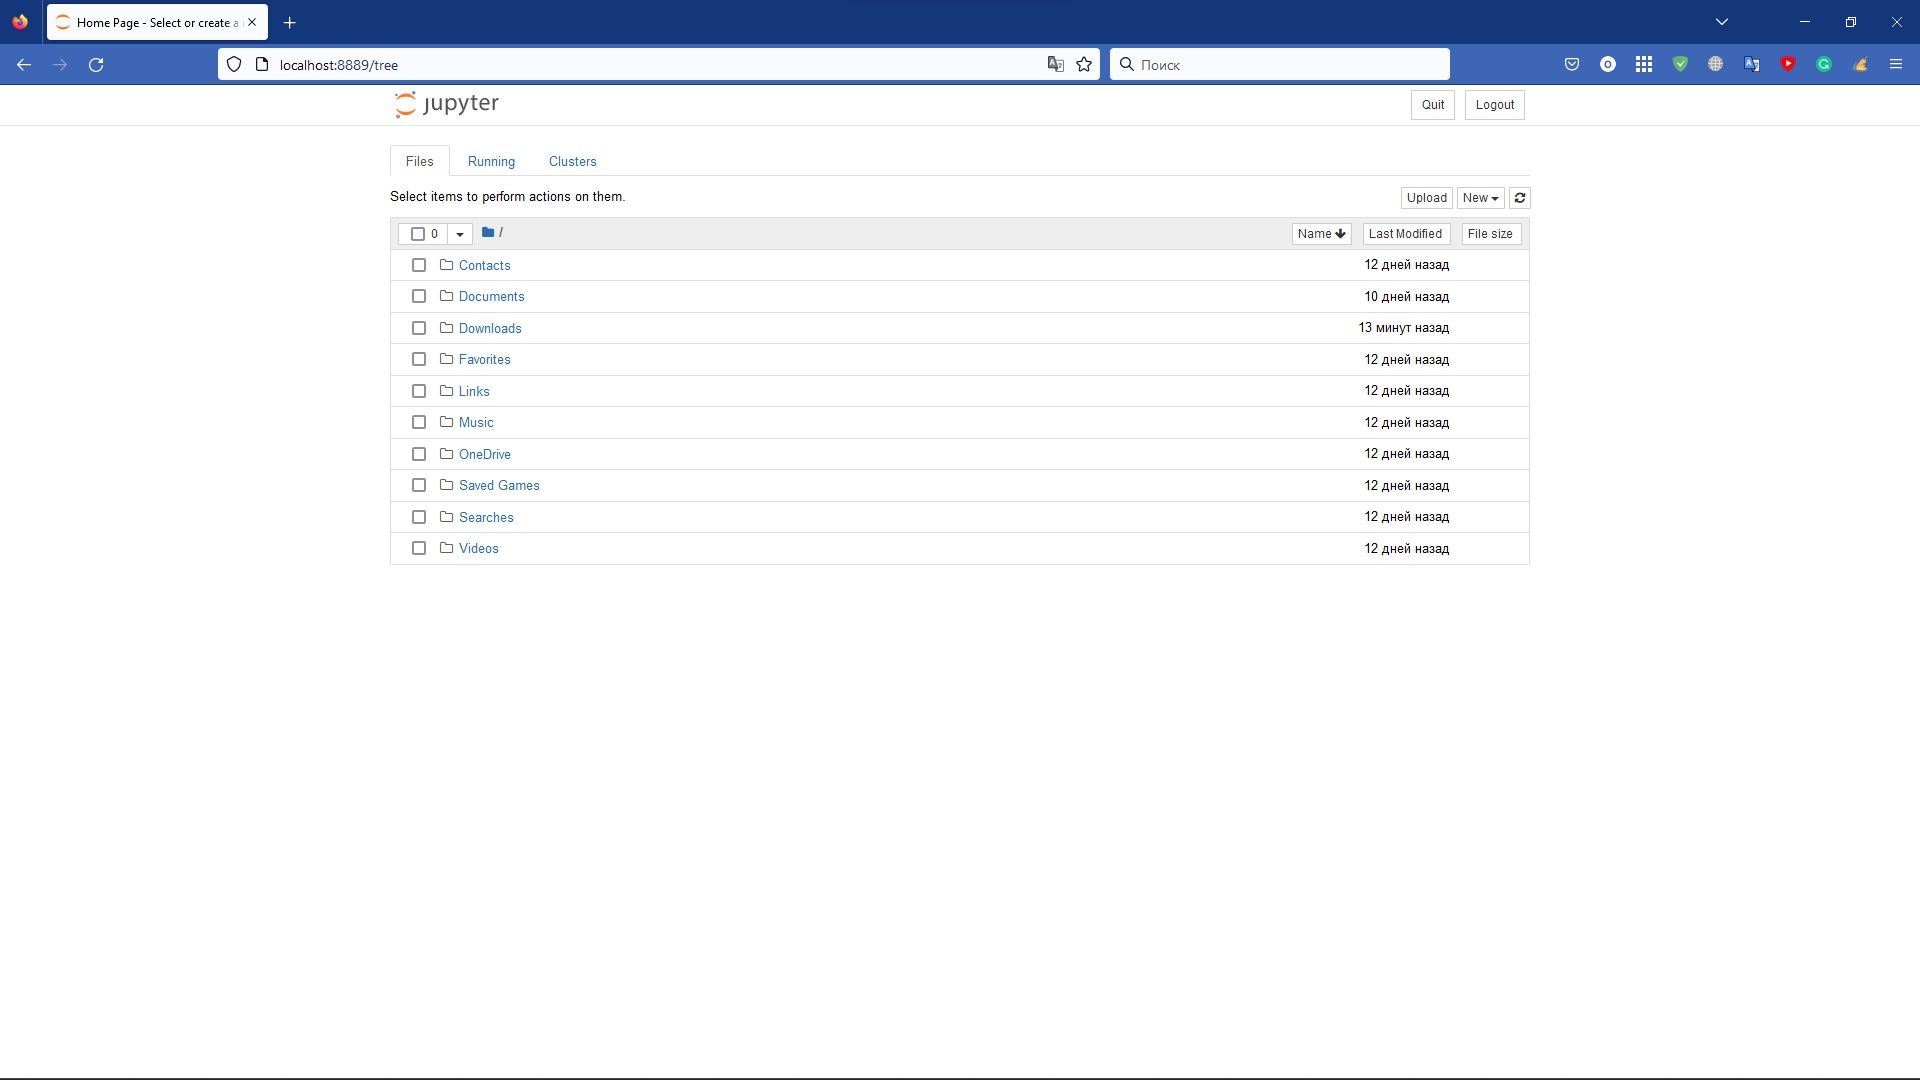 Home Page - Select or create a
localhost:8889/tree
Поиск
jupyter
Quit
Logout
Files
Running
Clusters
Select items to perform actions on them.
Upload
New
0
/
Name
Last Modified
File size
Contacts
12 дней назад
Documents
10 дней назад
Downloads
13 минут назад
Favorites
12 дней назад
Links
12 дней назад
Music
12 дней назад
OneDrive
12 дней назад
Saved Games
12 дней назад
Searches
12 дней назад
Videos
12 дней назад